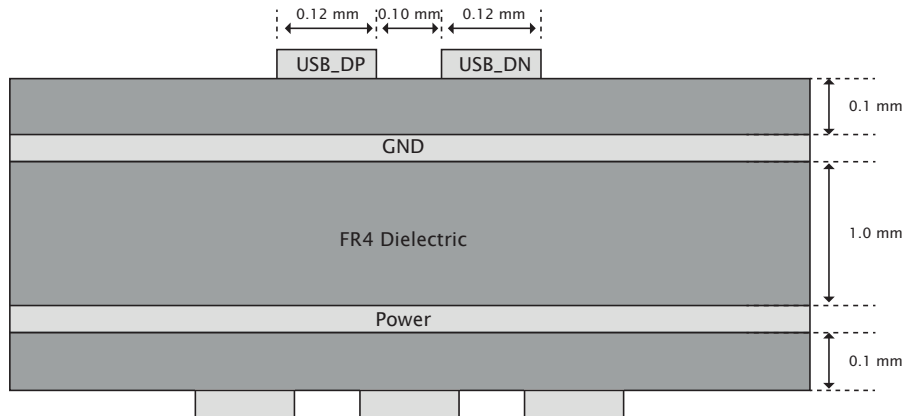 0.12 mm 0.10 mm 0.12 mm
USB_DP USB_DN
0.1 mm
GND
1.0 mm
FR4 Dielectric
Power
0.1 mm